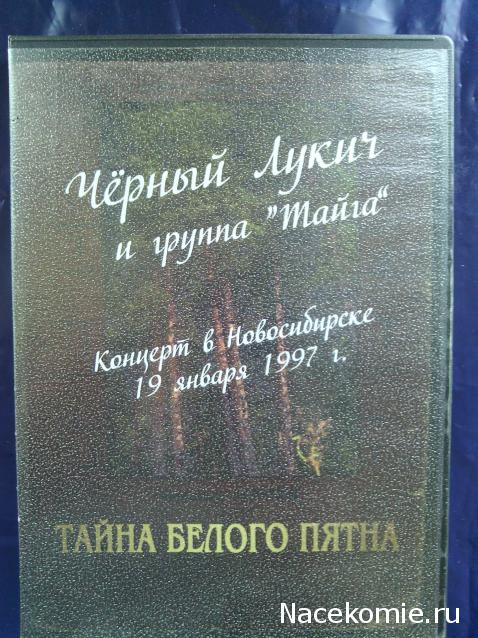 Чёрный Лукич
и группа "Тайга"
Концерт в Новосибирске
19 января 1997 г.
ТАЙНА БЕЛОГО ПЯТНА
Nacekomie.ru